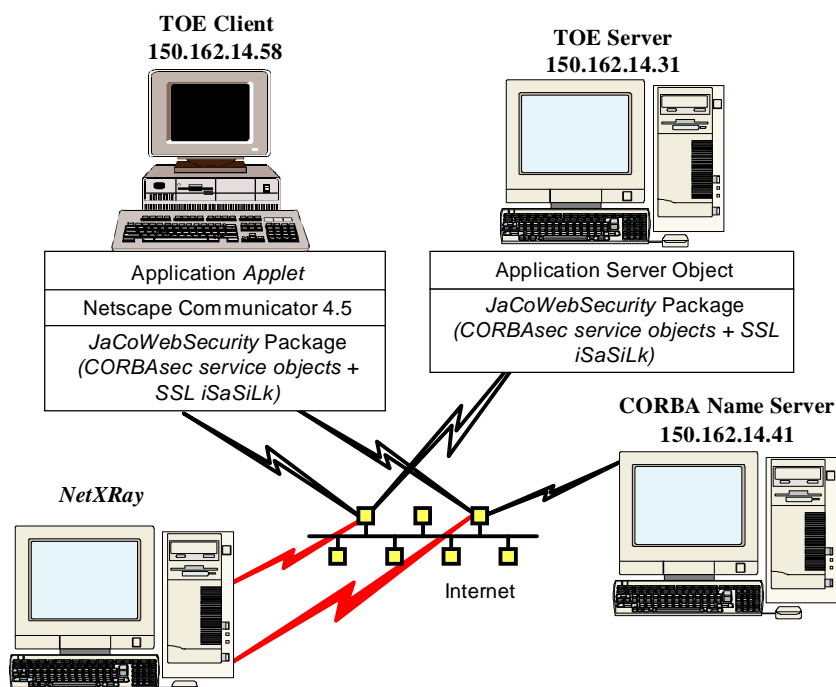 TOE Client
150.162.14.58
TOE Server
150.162.14.31
Application Applet
Netscape Communicator 4.5
JaCoWebSecurity Package
(CORBAsec service objects +
SSL iSaSiLk)
Application Server Object
JaCoWebSecurity Package
(CORBAsec service objects + SSL
iSaSiLk)
CORBA Name Server
150.162.14.41
NetXRay
Internet